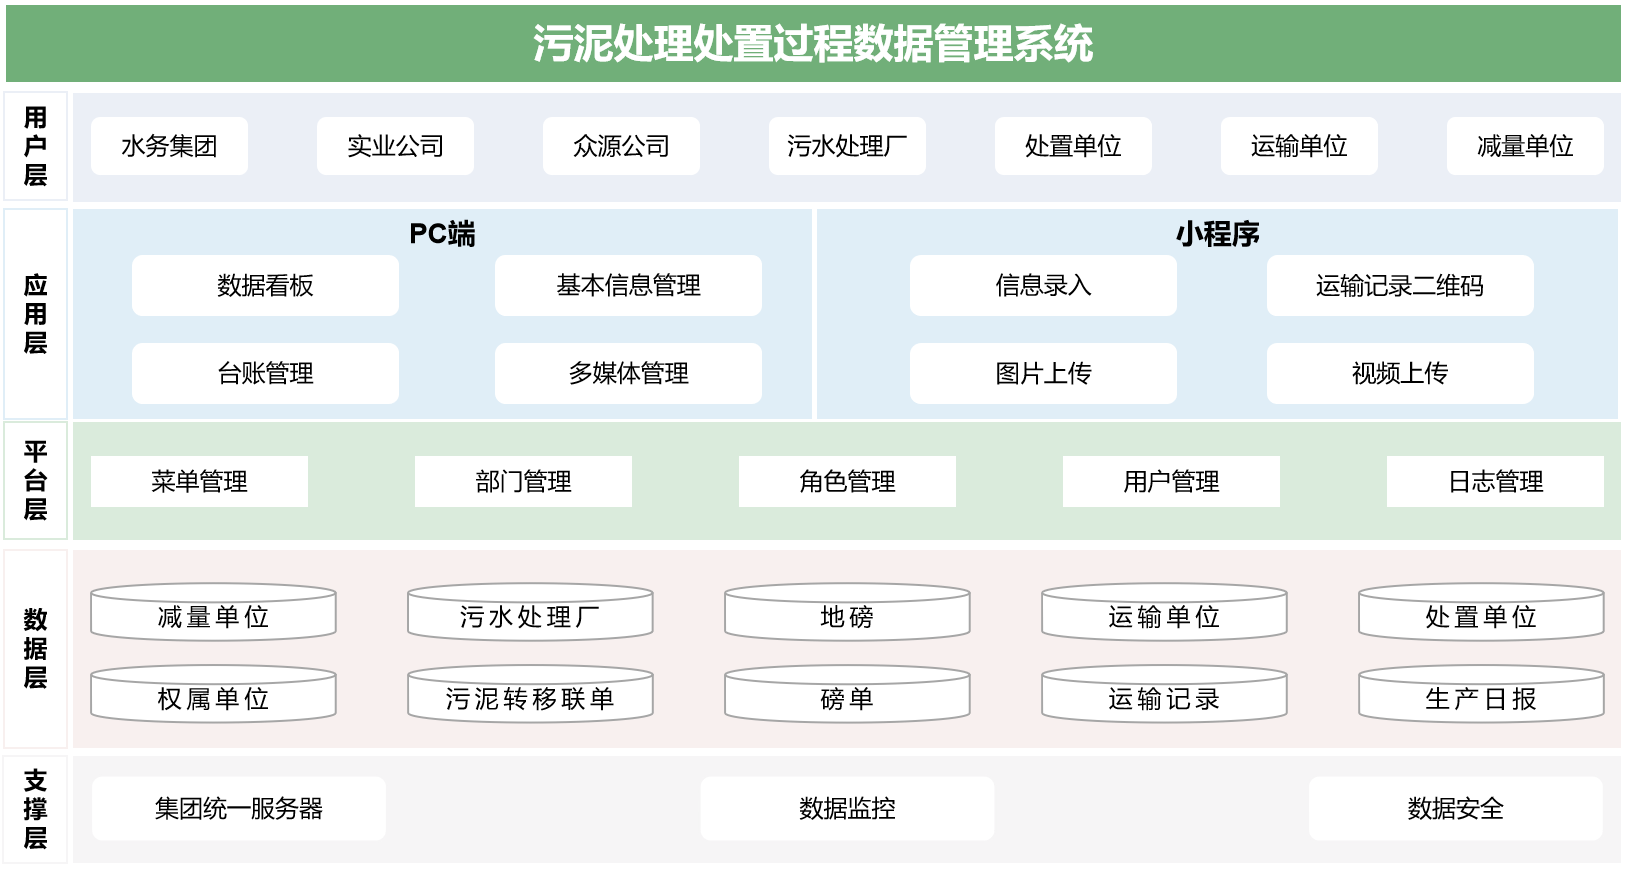 污泥处理处置过程数据管理系统
用户层
水务集团
实业公司
众源公司
污水处理厂
处置单位
运输单位
减量单位
应用层
PC端
数据看板
基本信息管理
台账管理
多媒体管理
小程序
信息录入
运输记录二维码
图片上传
视频上传
平台层
菜单管理
部门管理
角色管理
用户管理
日志管理
数据层
减量单位
污水处理厂
地磅
运输单位
处置单位
权属单位
污泥转移联单
磅单
运输记录
生产日报
支撑层
集团统一服务器
数据监控
数据安全